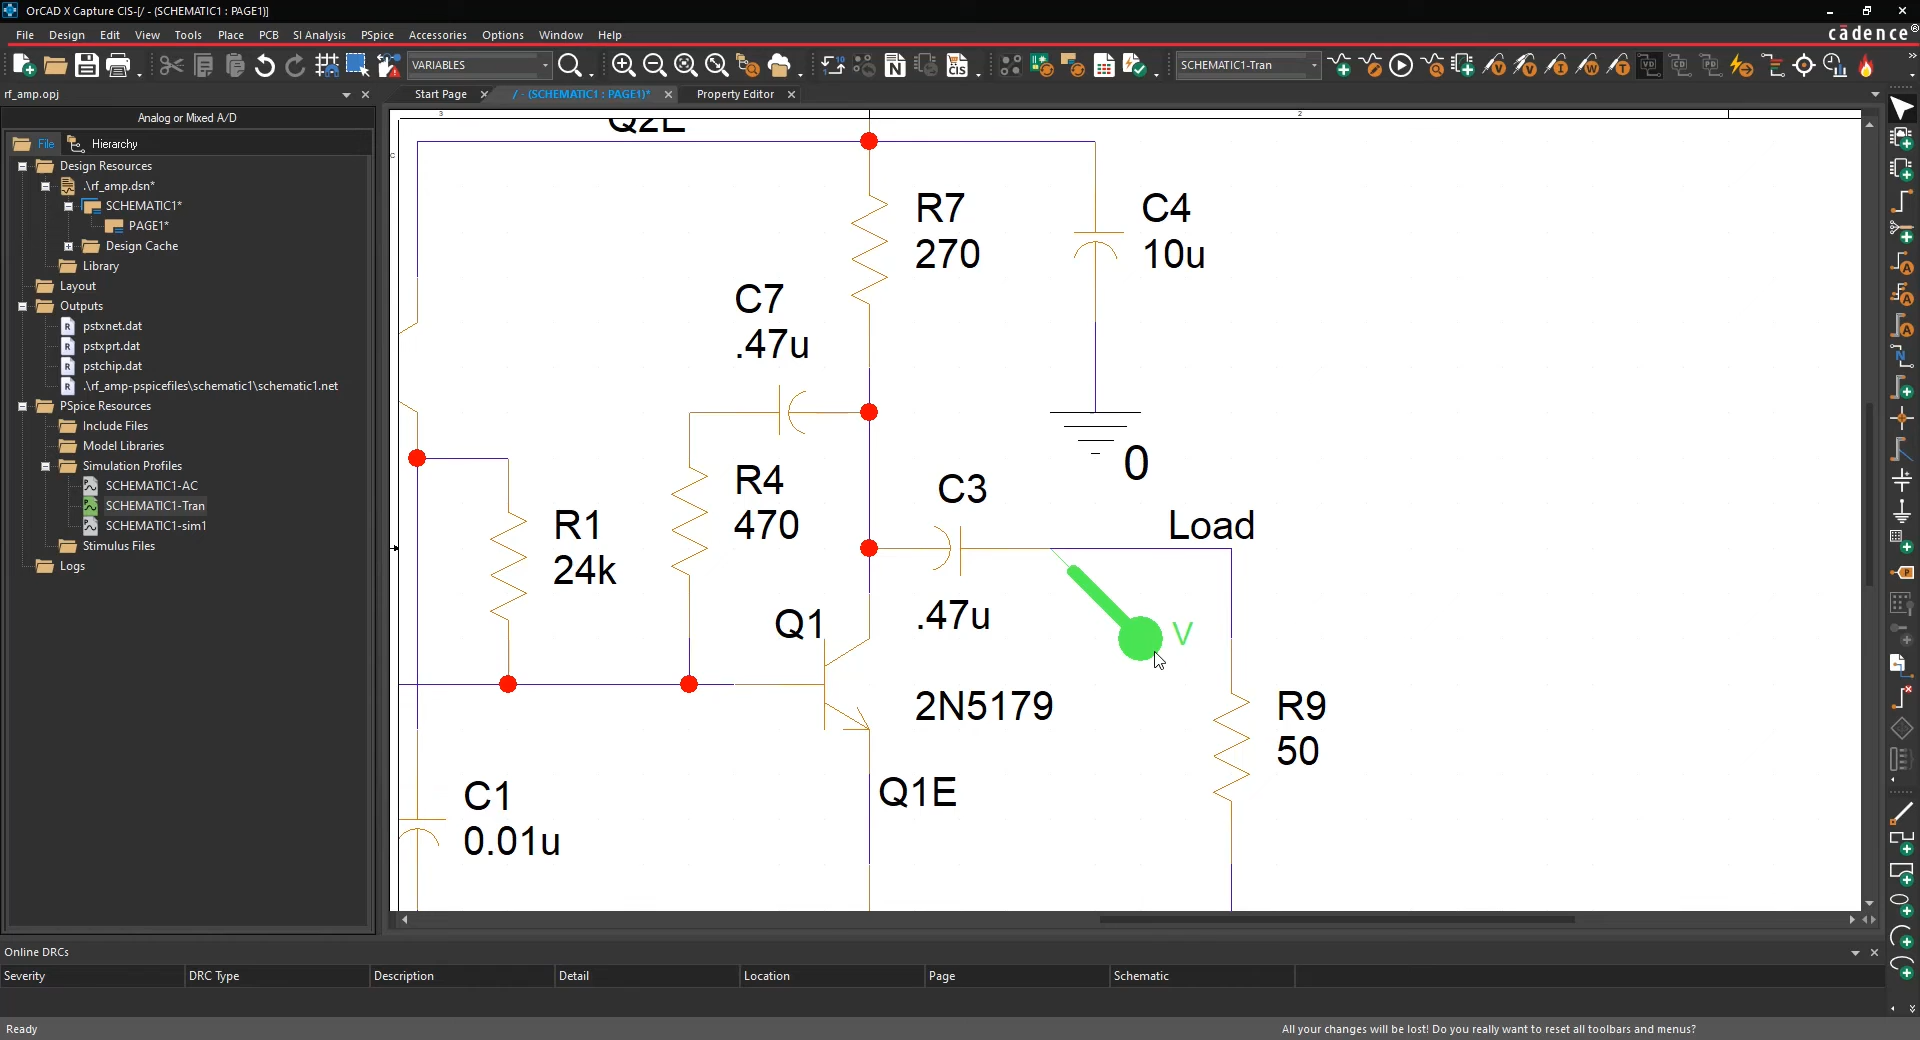 OrCAD X Capture CIS-[/ - (SCHEMATIC1 : PAGE1)]
File Design Edit View Tools Place PCB SI Analysis PSpice Accessories Options Window Help
cādence®
VARIABLES
SCHEMATIC1-Tran
rf_amp.opj
Start Page
/ - (SCHEMATIC1 : PAGE1)*
Property Editor
Analog or Mixed A/D
File
Hierarchy
Design Resources
.\rf_amp.dsn*
SCHEMATIC1*
PAGE1*
Design Cache
Library
Layout
Outputs
pstxnet.dat
pstxprt.dat
pstchip.dat
.\rf_amp-pspicefiles\schematic1\schematic1.net
PSpice Resources
Include Files
Model Libraries
Simulation Profiles
SCHEMATIC1-AC
SCHEMATIC1-Tran
SCHEMATIC1-sim1
Stimulus Files
Logs
3
2
C
Q2E
R7
270
C4
10u
C7
.47u
0
R4
470
C3
.47u
Load
R1
24k
V
Q1
2N5179
R9
50
Q1E
C1
0.01u
Online DRCs
Severity
DRC Type
Description
Detail
Location
Page
Schematic
Ready
All your changes will be lost! Do you really want to reset all toolbars and menus?